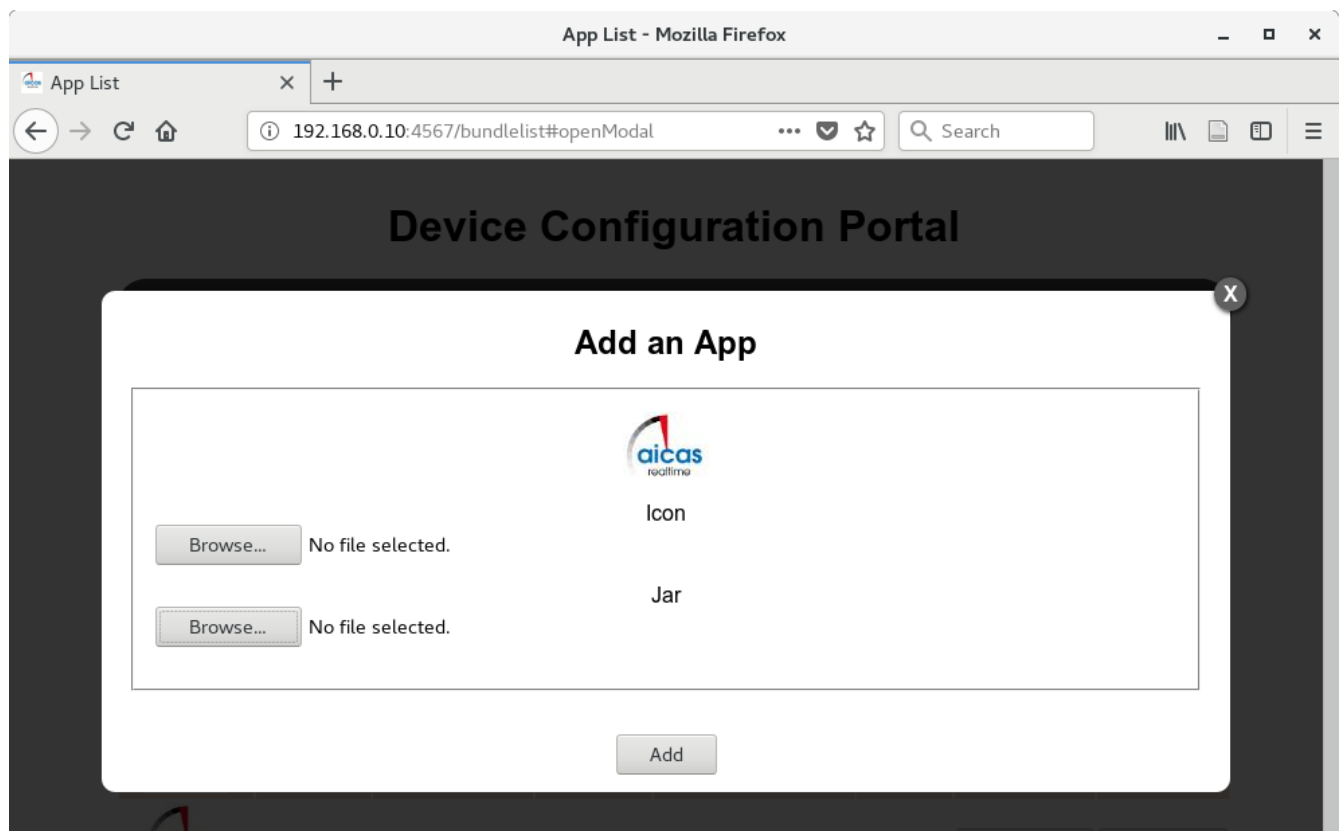 App List - Mozilla Firefox
App List
192.168.0.10:4567/bundlelist#openModal
Search
Device Configuration Portal
X
Add an App
aicas
realtime
Icon
Browse... No file selected.
Jar
Browse... No file selected.
Add